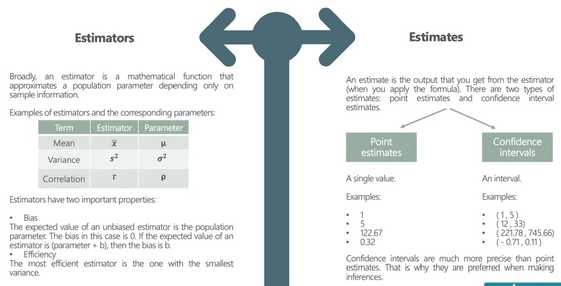 Estimators
Broadly, an estimator is a mathematical function that
approximates a population parameter depending only on
sample information.
Examples of estimators and the corresponding parameters:
Term Estimator Parameter
Mean x̅ μ
Variance s² σ²
Correlation r ρ
Estimators have two important properties:
• Bias
The expected value of an unbiased estimator is the population
parameter. The bias in this case is 0. If the expected value of an
estimator is (parameter + b), then the bias is b.
• Efficiency
The most efficient estimator is the one with the smallest
variance.
Estimates
An estimate is the output that you get from the estimator
(when you apply the formula). There are two types of
estimates: point estimates and confidence interval
estimates.
Point
estimates
A single value.
Examples:
• 1
• 5
• 122.67
• 0.32
Confidence
intervals
An interval.
Examples:
• ( 1 , 5 )
• ( 12 , 33)
• ( 221.78 , 745.66)
• ( - 0.71 , 0.11 )
Confidence intervals are much more precise than point
estimates. That is why they are preferred when making
inferences.